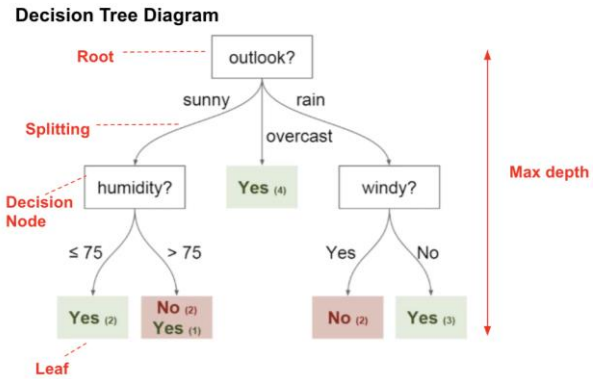 Decision Tree Diagram
Root
outlook?
sunny
rain
Splitting
overcast
Decision
Node
humidity?
Yes (4)
windy?
Max depth
≤ 75
> 75
Yes
No
Yes (2)
No (2)
Yes (1)
No (2)
Yes (3)
Leaf